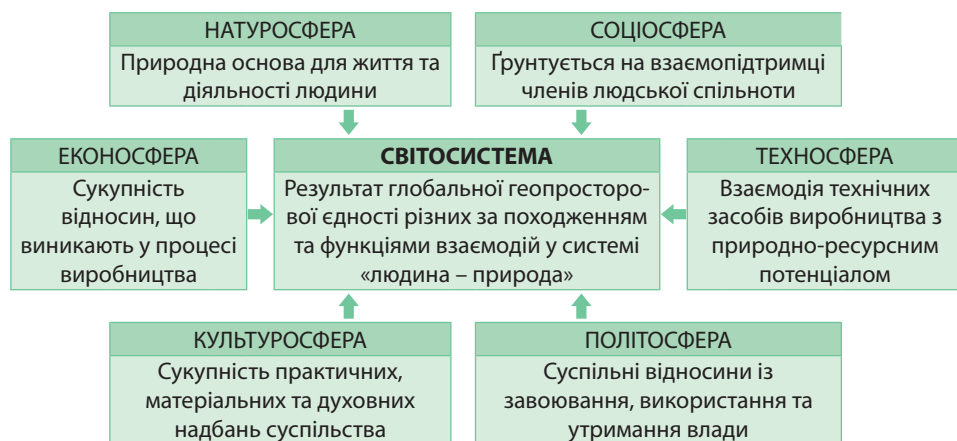 НАТУРОСФЕРА
Природна основа для життя та
діяльності людини
СОЦІОСФЕРА
Ґрунтується на взаємопідтримці
членів людської спільноти
ЕКОНОСФЕРА
Сукупність
відносин, що
виникають у процесі
виробництва
СВІТОСИСТЕМА
Результат глобальної геопросторо-
вої єдності різних за походженням
та функціями взаємодій у системі
«людина – природа»
ТЕХНОСФЕРА
Взаємодія технічних
засобів виробництва з
природно-ресурсним
потенціалом
КУЛЬТУРОСФЕРА
Сукупність практичних,
матеріальних та духовних
надбань суспільства
ПОЛІТОСФЕРА
Суспільні відносини із
завоювання, використання та
утримання влади